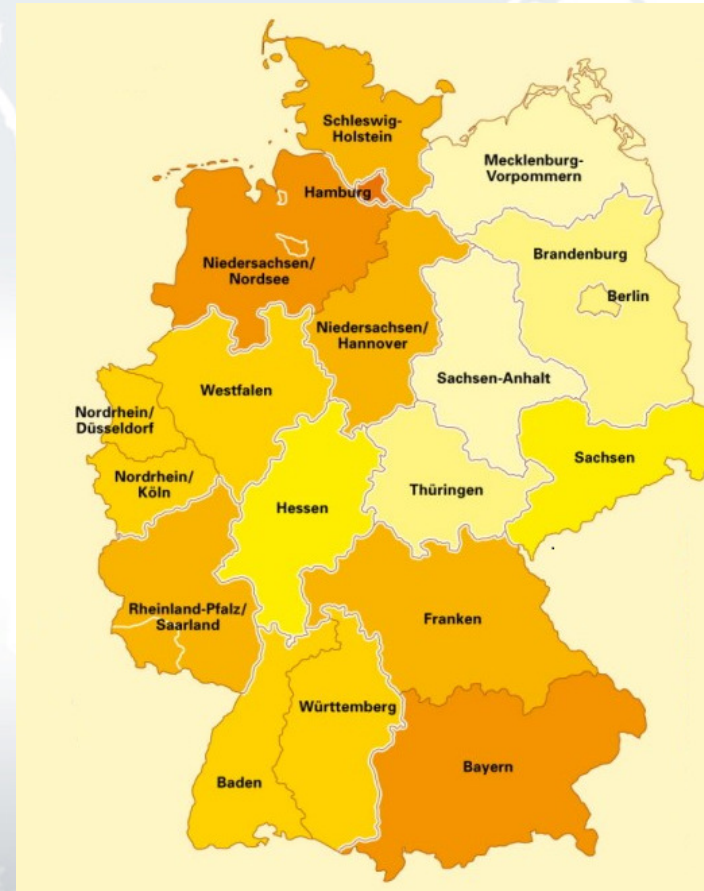 Schleswig-
Holstein
Mecklenburg-
Vorpommern
Hamburg
Brandenburg
Niedersachsen/
Nordsee
Berlin
Niedersachsen/
Hannover
Sachsen-Anhalt
Westfalen
Nordrhein/
Düsseldorf
Sachsen
Nordrhein/
Köln
Thüringen
Hessen
Rheinland-Pfalz/
Saarland
Franken
Württemberg
Bayern
Baden